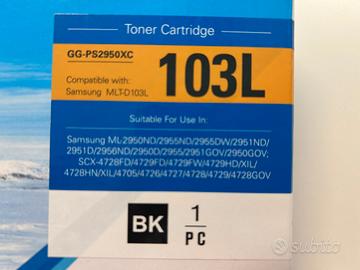 Toner Cartridge
GG-PS2950XC
Compatible with:
Samsung MLT-D103L
103L
Suitable For Use In:
Samsung ML-2950ND/2955ND/2955DW/2951ND/
2951D/2956ND/2950D/2955/2951GOV/2950GOV;
SCX-4728FD/4729FD/4729FW/4729HD/XIL/
4728HN/XIL/4705/4726/4727/4728/4729/4728GOV
BK
1
PC
subito